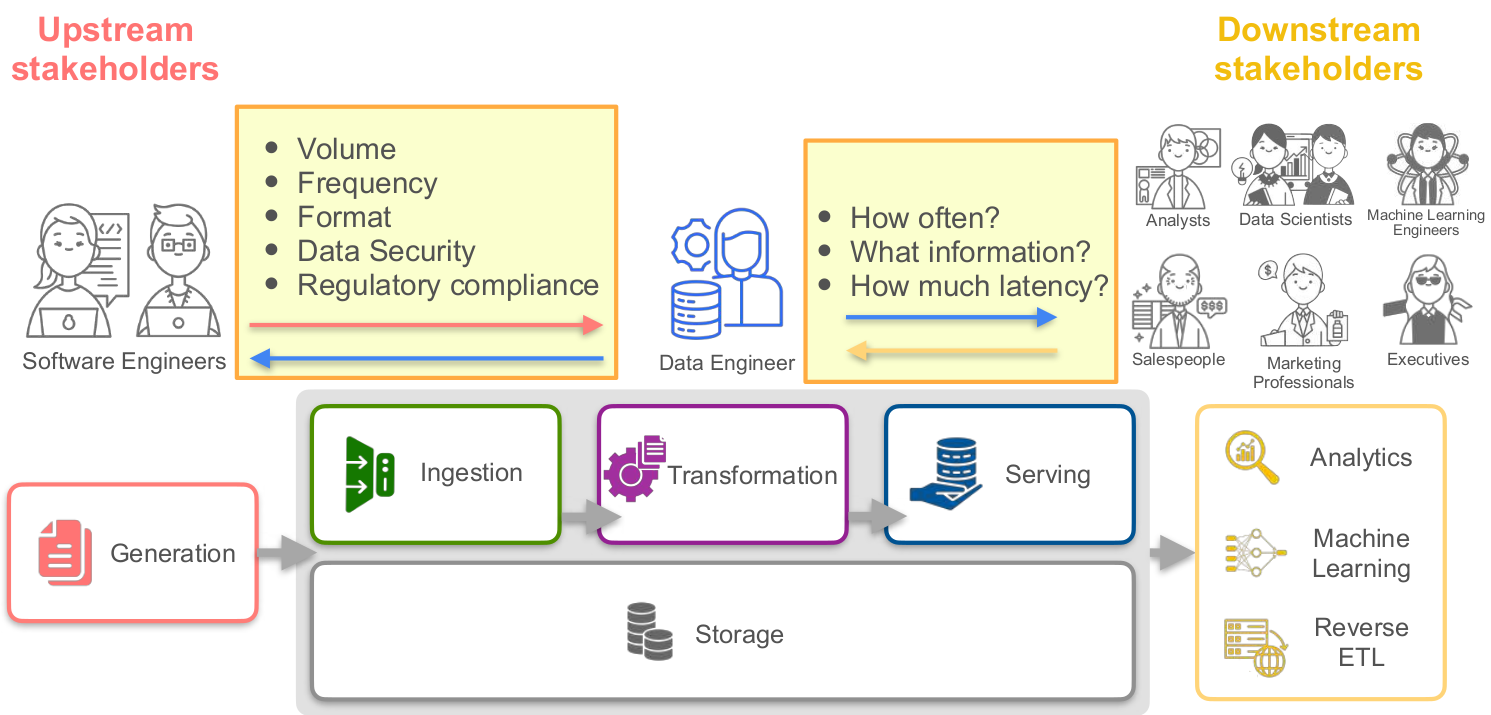 Upstream
stakeholders
Downstream
stakeholders
• Volume
• Frequency
• Format
• Data Security
• Regulatory compliance
• How often?
• What information?
• How much latency?
</>
$$$
$
Analysts
Data Scientists
Machine Learning
Engineers
Software Engineers
Data Engineer
Salespeople
Marketing
Professionals
Executives
Ingestion
Transformation
Serving
Generation
Storage
Analytics
Machine
Learning
Reverse
ETL